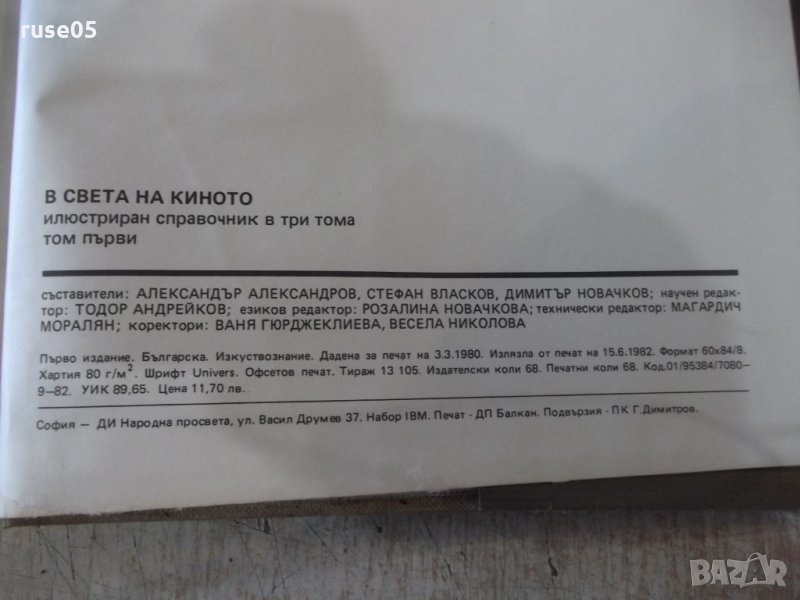 ruse05
В СВЕТА НА КИНОТО
илюстриран справочник в три тома
том първи
съставители: АЛЕКСАНДЪР АЛЕКСАНДРОВ, СТЕФАН ВЛАСКОВ, ДИМИТЪР НОВАЧКОВ; научен редак-
тор: ТОДОР АНДРЕЙКОВ; езиков редактор: РОЗАЛИНА НОВАЧКОВА; технически редактор: МАГАРДИЧ
МОРАЛЯН; коректори: ВАНЯ ГЮРДЖЕКЛИЕВА, ВЕСЕЛА НИКОЛОВА
Първо издание. Българска. Изкуствознание. Дадена за печат на 3.3.1980. Излязла от печат на 15.6.1982. Формат 60х84/8.
Хартия 80 г/м². Шрифт Univers. Офсетов печат. Тираж 13 105. Издателски коли 68. Печатни коли 68. Код.01/95384/7080-
9–82. УИК 89,65. Цена 11,70 лв.
София — ДИ Народна просвета, ул. Васил Друмев 37. Набор IBM. Печат - ДП Балкан. Подвързия - ПК Г.Димитров.
BAZAR